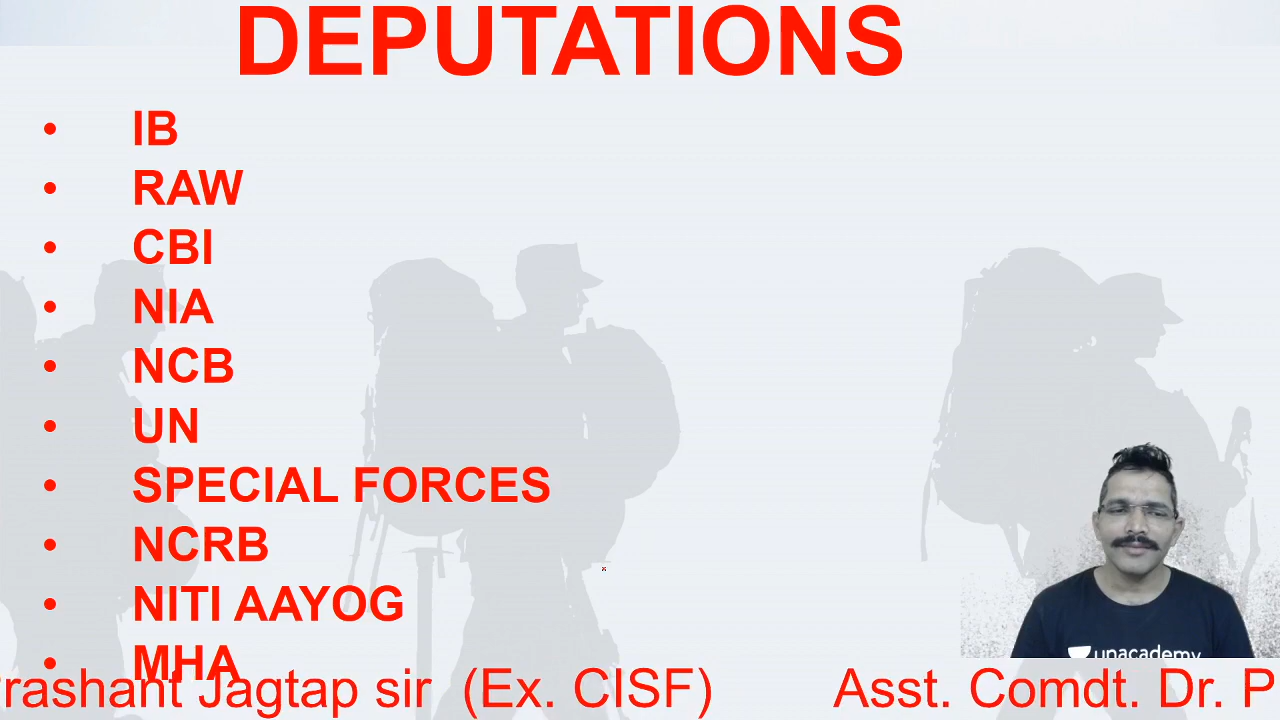 DEPUTATIONS
• IB
• RAW
• CBI
• NIA
• NCB
• UN
• SPECIAL FORCES
• NCRB
• NITI AAYOG
• MHA
unacademy
rashant Jagtap sir (Ex. CISF) Asst. Comdt. Dr. P